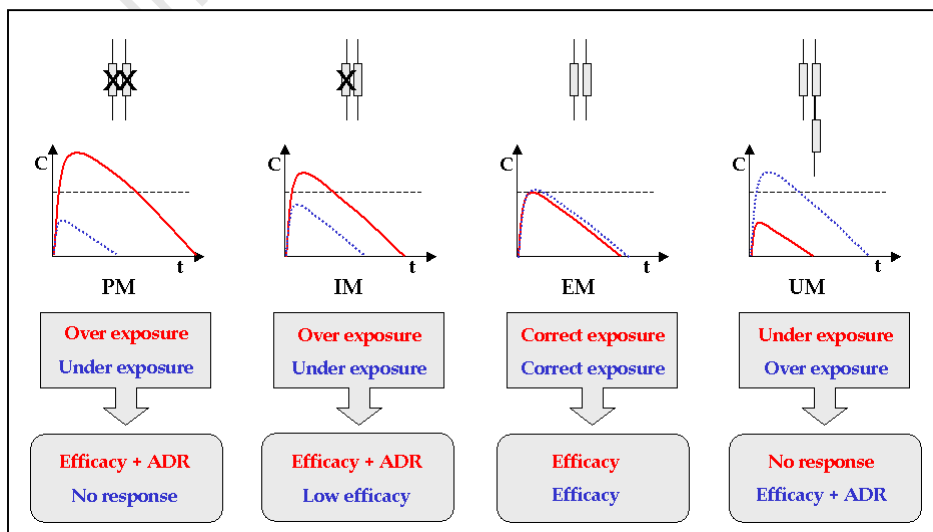 C
t
PM
Over exposure
Under exposure
Efficacy + ADR
No response
C
t
IM
Over exposure
Under exposure
Efficacy + ADR
Low efficacy
C
t
EM
Correct exposure
Correct exposure
Efficacy
Efficacy
C
t
UM
Under exposure
Over exposure
No response
Efficacy + ADR